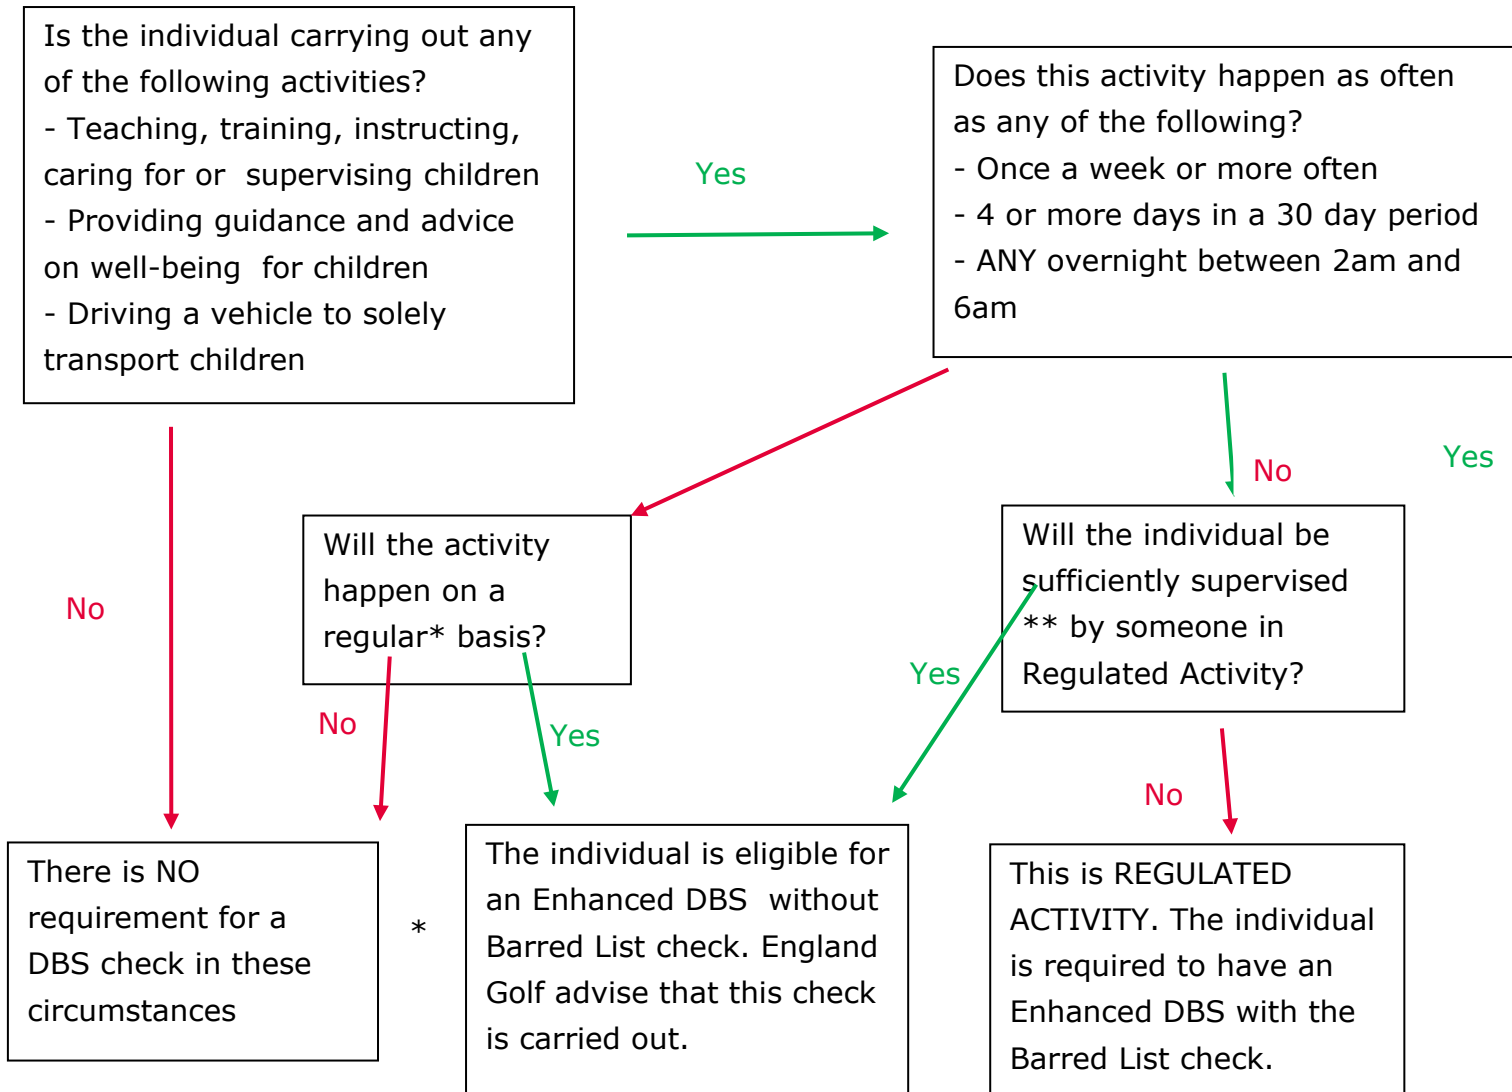 Is the individual carrying out any
of the following activities?
- Teaching, training, instructing,
caring for or  supervising children
- Providing guidance and advice
on well-being  for children
- Driving a vehicle to solely
transport children
Yes
Does this activity happen as often
as any of the following?
- Once a week or more often
- 4 or more days in a 30 day period
- ANY overnight between 2am and
6am
No
Yes
Will the activity
happen on a
regular* basis?
Will the individual be
sufficiently supervised
** by someone in
Regulated Activity?
No
Yes
No
Yes
No
There is NO
requirement for a
DBS check in these
circumstances
*
The individual is eligible for
an Enhanced DBS  without
Barred List check. England
Golf advise that this check
is carried out.
This is REGULATED
ACTIVITY. The individual
is required to have an
Enhanced DBS with the
Barred List check.